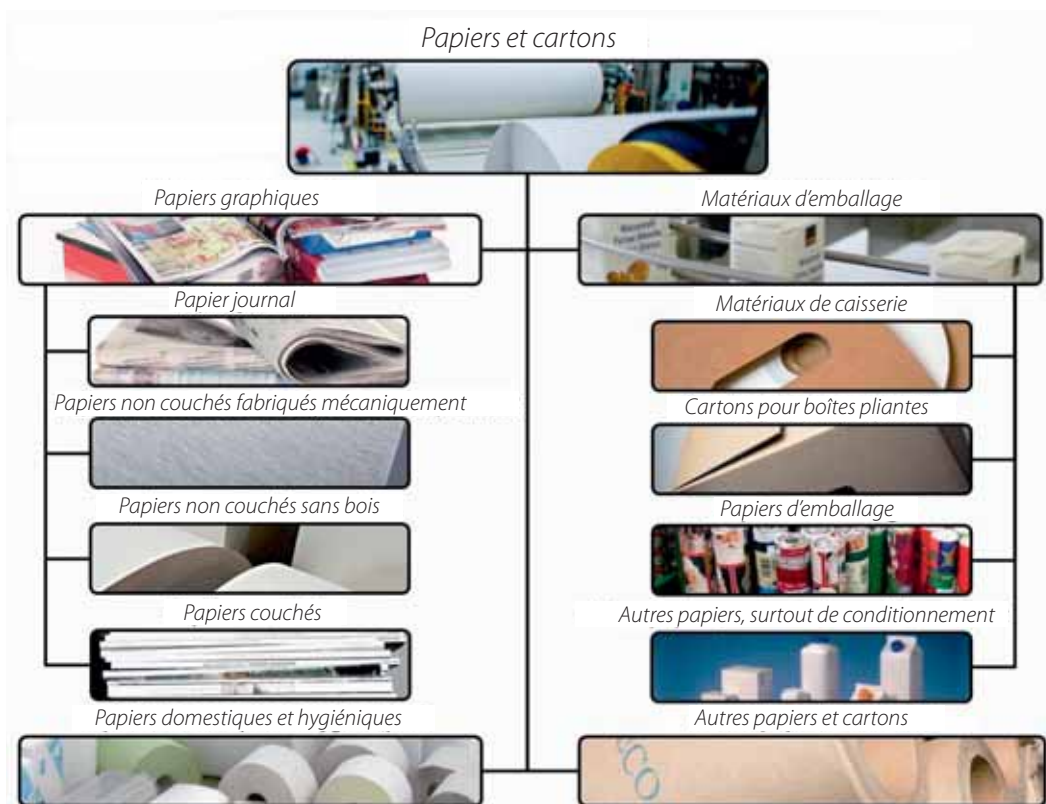 Papiers et cartons
Papiers graphiques
Matériaux d'emballage
Papier journal
Matériaux de caisserie
Papiers non couchés fabriqués mécaniquement
Cartons pour boîtes pliantes
Papiers non couchés sans bois
Papiers d'emballage
Papiers couchés
Autres papiers, surtout de conditionnement
Papiers domestiques et hygiéniques
Autres papiers et cartons